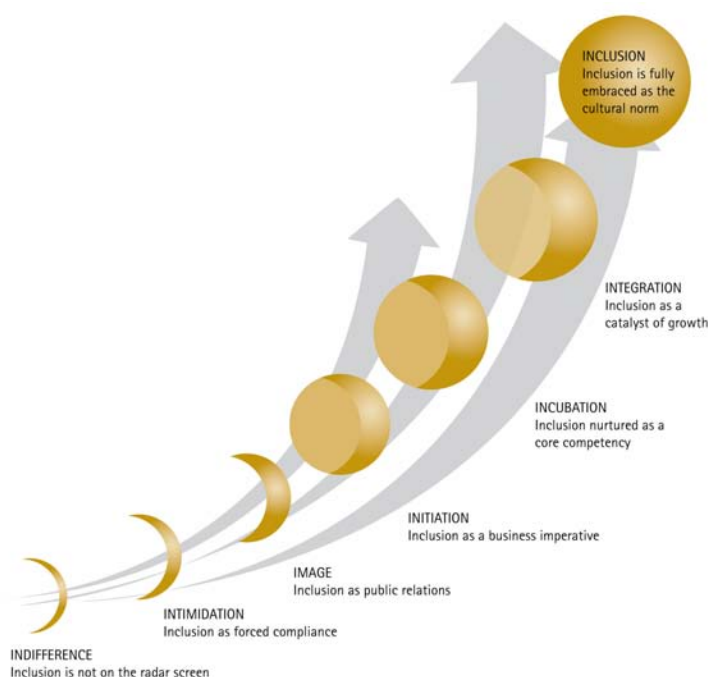 INCLUSION
Inclusion is fully
embraced as the
cultural norm
INTEGRATION
Inclusion as a
catalyst of growth
INCUBATION
Inclusion nurtured as a
core competency
INITIATION
Inclusion as a business imperative
IMAGE
Inclusion as public relations
INTIMIDATION
Inclusion as forced compliance
INDIFFERENCE
Inclusion is not on the radar screen